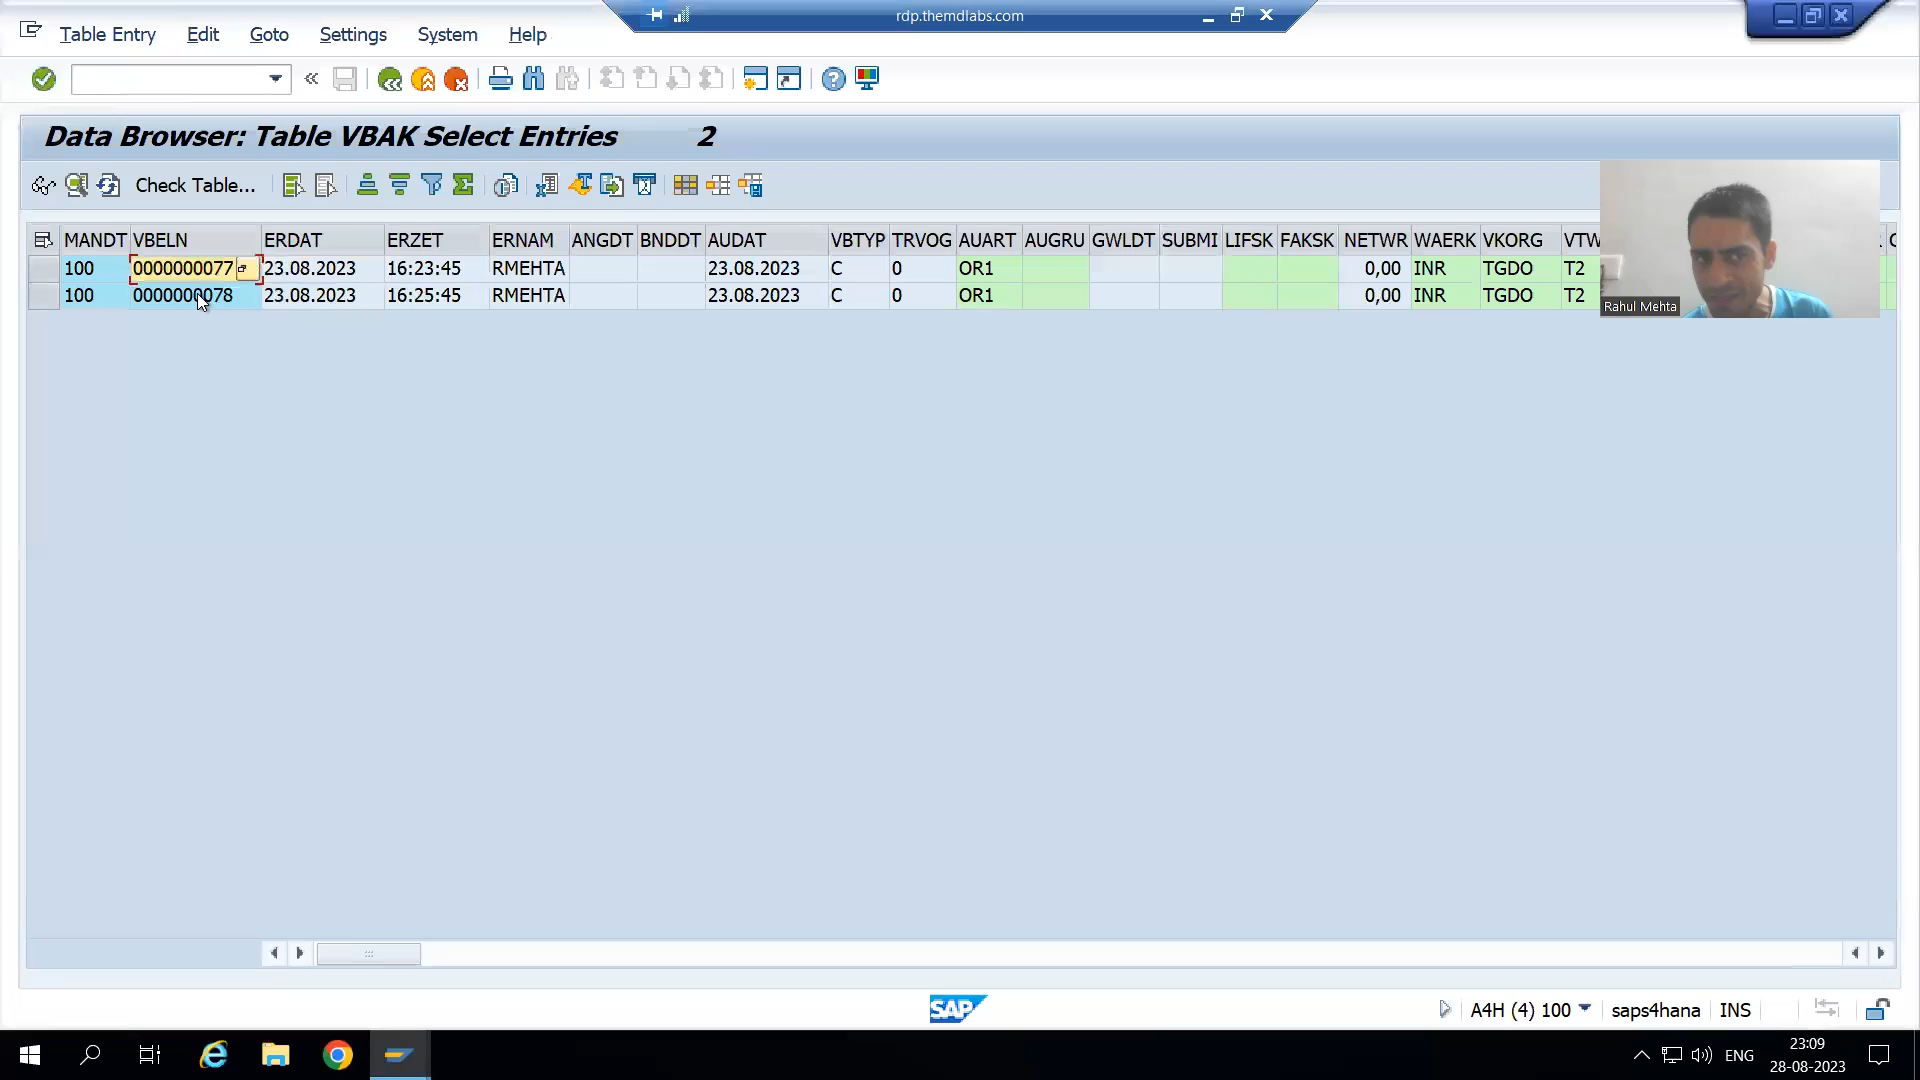 rdp.themdlabs.com
Table Entry Edit Goto Settings System Help
Data Browser: Table VBAK Select Entries 2
Check Table...
MANDT VBELN ERDAT ERZET ERNAM ANGDT BNDDT AUDAT VBTYP TRVOG AUART AUGRU GWLDT SUBMI LIFSK FAKSK NETWR WAERK VKORG VTW
100 0000000077 23.08.2023 16:23:45 RMEHTA 23.08.2023 C 0 OR1 0,00 INR TGDO T2
100 0000000078 23.08.2023 16:25:45 RMEHTA 23.08.2023 C 0 OR1 0,00 INR TGDO T2
Rahul Mehta
SAP A4H (4) 100 saps4hana INS
ENG 23:09
28-08-2023